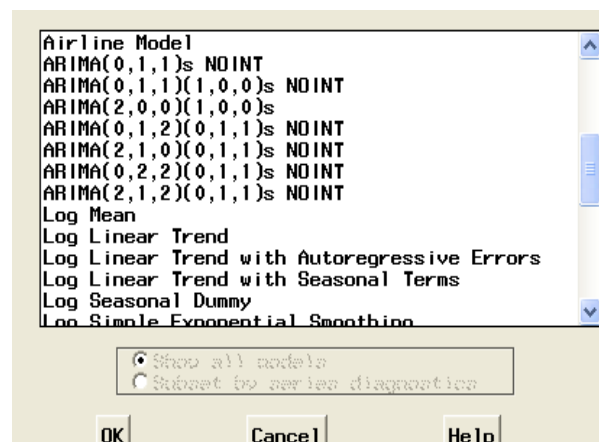 Airline Model
ARIMA(0,1,1)s NOINT
ARIMA(0,1,1)(1,0,0)s NOINT
ARIMA(2,0,0)(1,0,0)s
ARIMA(0,1,2)(0,1,1)s NOINT
ARIMA(2,1,0)(0,1,1)s NOINT
ARIMA(0,2,2)(0,1,1)s NOINT
ARIMA(2,1,2)(0,1,1)s NOINT
Log Mean
Log Linear Trend
Log Linear Trend with Autoregressive Errors
Log Linear Trend with Seasonal Terms
Log Seasonal Dummy
Log Simple Exponential Smoothing
Show all models
Subset by series diagnostics
OK Cancel Help